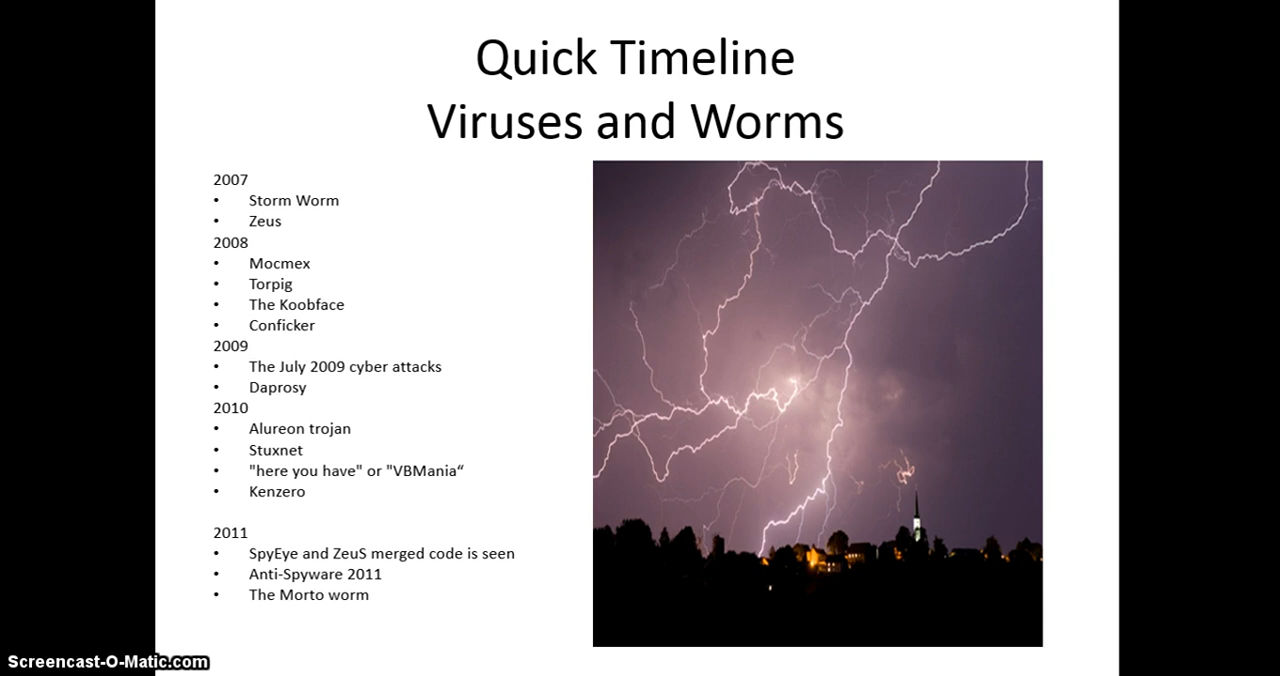 Quick Timeline
Viruses and Worms
2007
• Storm Worm
• Zeus
2008
• Mocmex
• Torpig
• The Koobface
• Conficker
2009
• The July 2009 cyber attacks
• Daprosy
2010
• Alureon trojan
• Stuxnet
• "here you have" or "VBMania“
• Kenzero
2011
• SpyEye and ZeuS merged code is seen
• Anti-Spyware 2011
• The Morto worm
Screencast-O-Matic.com